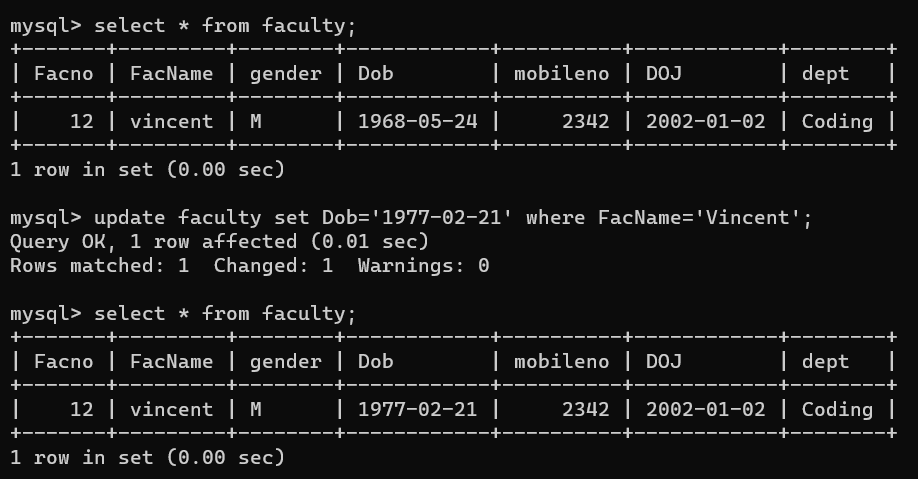 mysql> select * from faculty;
+-------+---------+--------+------------+----------+------------+--------+
| Facno | FacName | gender | Dob        | mobileno | DOJ        | dept   |
+-------+---------+--------+------------+----------+------------+--------+
|    12 | vincent | M      | 1968-05-24 |     2342 | 2002-01-02 | Coding |
+-------+---------+--------+------------+----------+------------+--------+
1 row in set (0.00 sec)

mysql> update faculty set Dob='1977-02-21' where FacName='Vincent';
Query OK, 1 row affected (0.01 sec)
Rows matched: 1  Changed: 1  Warnings: 0

mysql> select * from faculty;
+-------+---------+--------+------------+----------+------------+--------+
| Facno | FacName | gender | Dob        | mobileno | DOJ        | dept   |
+-------+---------+--------+------------+----------+------------+--------+
|    12 | vincent | M      | 1977-02-21 |     2342 | 2002-01-02 | Coding |
+-------+---------+--------+------------+----------+------------+--------+
1 row in set (0.00 sec)